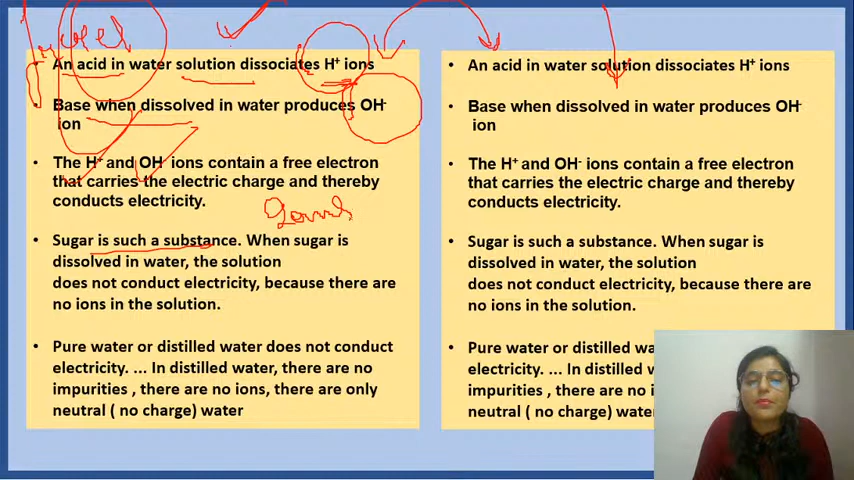 • An acid in water solution dissociates H⁺ ions
• Base when dissolved in water produces OH⁻
ion
• The H⁺ and OH⁻ ions contain a free electron
that carries the electric charge and thereby
conducts electricity.
• Sugar is such a substance. When sugar is
dissolved in water, the solution
does not conduct electricity, because there are
no ions in the solution.
• Pure water or distilled water does not conduct
electricity. ... In distilled water, there are no
impurities , there are no ions, there are only
neutral ( no charge) water
• An acid in water solution dissociates H⁺ ions
• Base when dissolved in water produces OH⁻
ion
• The H⁺ and OH⁻ ions contain a free electron
that carries the electric charge and thereby
conducts electricity.
• Sugar is such a substance. When sugar is
dissolved in water, the solution
does not conduct electricity, because there are
no ions in the solution.
• Pure water or distilled
electricity. ... In distilled
impurities , there are no
neutral ( no charge) water